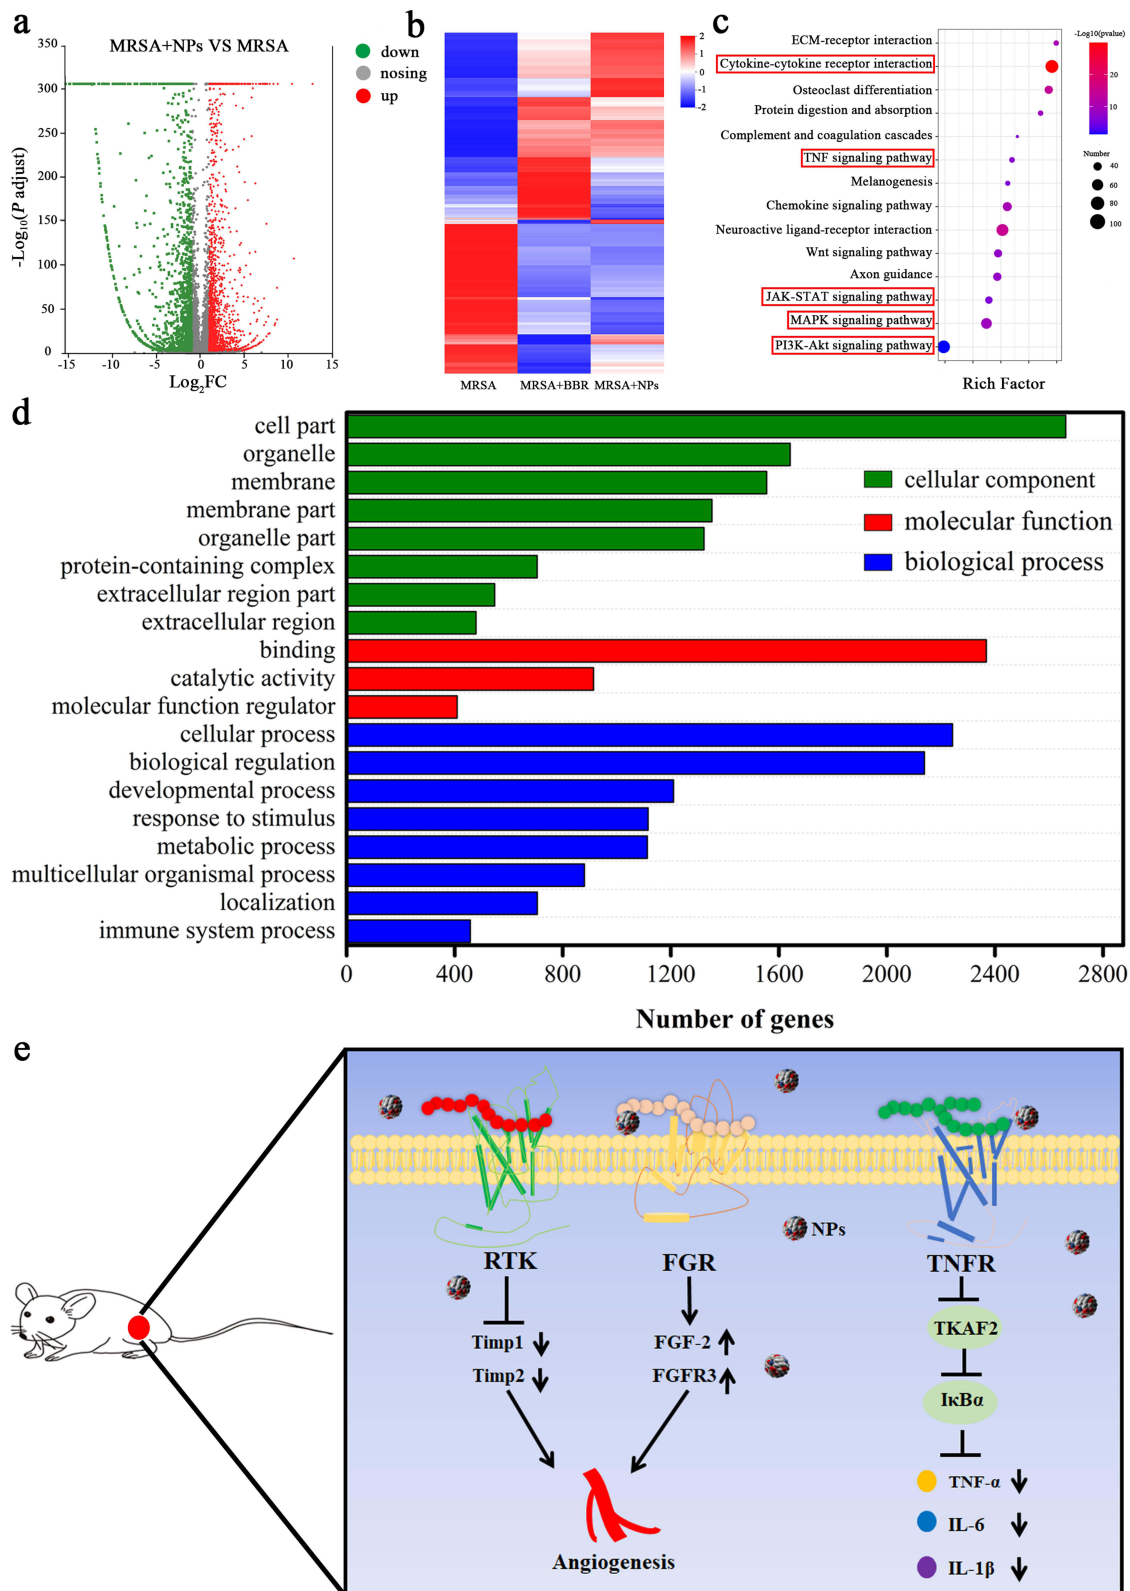 a
MRSA+NPs VS MRSA
-Log10(P adjust)
350
300
250
200
150
100
50
0
-15
-10
-5
0
5
10
15
Log2FC
down
nosing
up
b
2
1
0
-1
-2
MRSA
MRSA+BBR
MRSA+NPs
c
ECM-receptor interaction
Cytokine-cytokine receptor interaction
Osteoclast differentiation
Protein digestion and absorption
Complement and coagulation cascades
TNF signaling pathway
Melanogenesis
Chemokine signaling pathway
Neuroactive ligand-receptor interaction
Wnt signaling pathway
Axon guidance
JAK-STAT signaling pathway
MAPK signaling pathway
PI3K-Akt signaling pathway
Rich Factor
-Log10(pvalue)
20
10
Number
40
60
80
100
d
cell part
organelle
membrane
membrane part
organelle part
protein-containing complex
extracellular region part
extracellular region
binding
catalytic activity
molecular function regulator
cellular process
biological regulation
developmental process
response to stimulus
metabolic process
multicellular organismal process
localization
immune system process
cellular component
molecular function
biological process
0
400
800
1200
1600
2000
2400
2800
Number of genes
e
NPs
RTK
FGR
TNFR
Timp1
Timp2
FGF-2
FGFR3
TKAF2
IκBα
Angiogenesis
TNF-α
IL-6
IL-1β